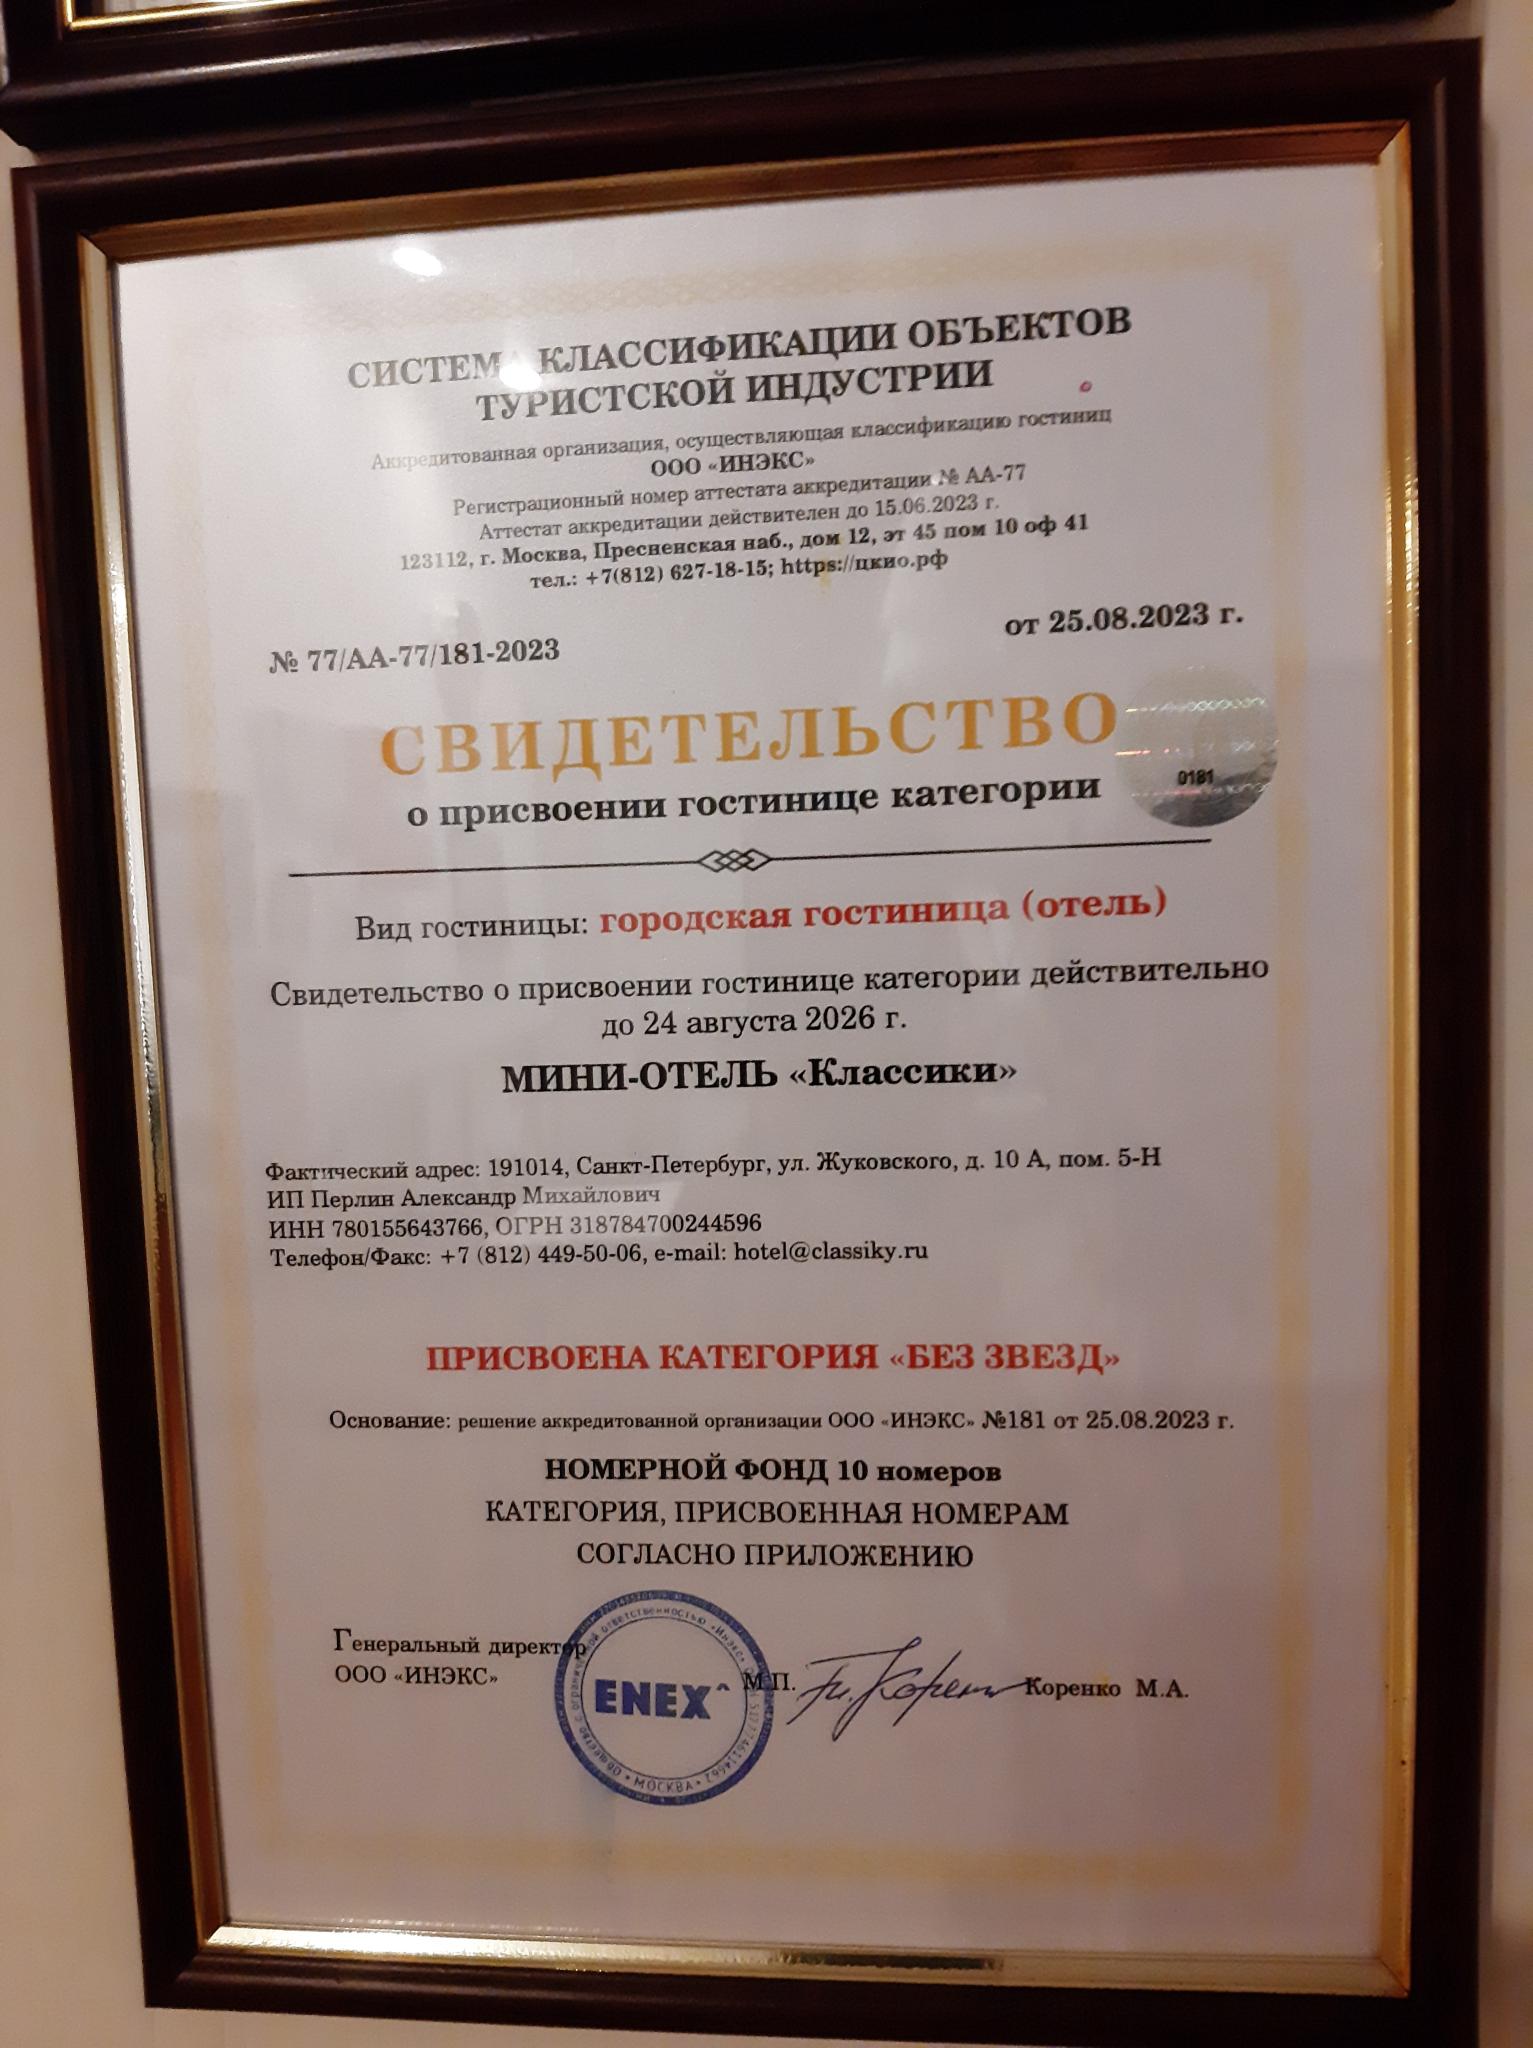 СИСТЕМА КЛАССИФИКАЦИИ ОБЪЕКТОВ
ТУРИСТСКОЙ ИНДУСТРИИ
Аккредитованная организация, осуществляющая классификацию гостиниц
ООО «ИНЭКС»
Регистрационный номер аттестата аккредитации № АА-77
Аттестат аккредитации действителен до 15.06.2023 г.
123112, г. Москва, Пресненская наб., дом 12, эт 45 пом 10 оф 41
тел.: +7(812) 627-18-15; https://цкио.рф
от 25.08.2023 г.
№ 77/АА-77/181-2023
СВИДЕТЕЛЬСТВО
0181
о присвоении гостинице категории
Вид гостиницы: городская гостиница (отель)
Свидетельство о присвоении гостинице категории действительно
до 24 августа 2026 г.
МИНИ-ОТЕЛЬ «Классики»
Фактический адрес: 191014, Санкт-Петербург, ул. Жуковского, д. 10 А, пом. 5-Н
ИП Перлин Александр Михайлович
ИНН 780155643766, ОГРН 318784700244596
Телефон/Факс: +7 (812) 449-50-06, e-mail: hotel@classiky.ru
ПРИСВОЕНА КАТЕГОРИЯ «БЕЗ ЗВЕЗД»
Основание: решение аккредитованной организации ООО «ИНЭКС» №181 от 25.08.2023 г.
НОМЕРНОЙ ФОНД 10 номеров
КАТЕГОРИЯ, ПРИСВОЕННАЯ НОМЕРАМ
СОГЛАСНО ПРИЛОЖЕНИЮ
Генеральный директор
ООО «ИНЭКС»
М.П.
Коренко М.А.
Общество с ограниченной ответственностью «Инэкс»
ENEX
МОСКВА